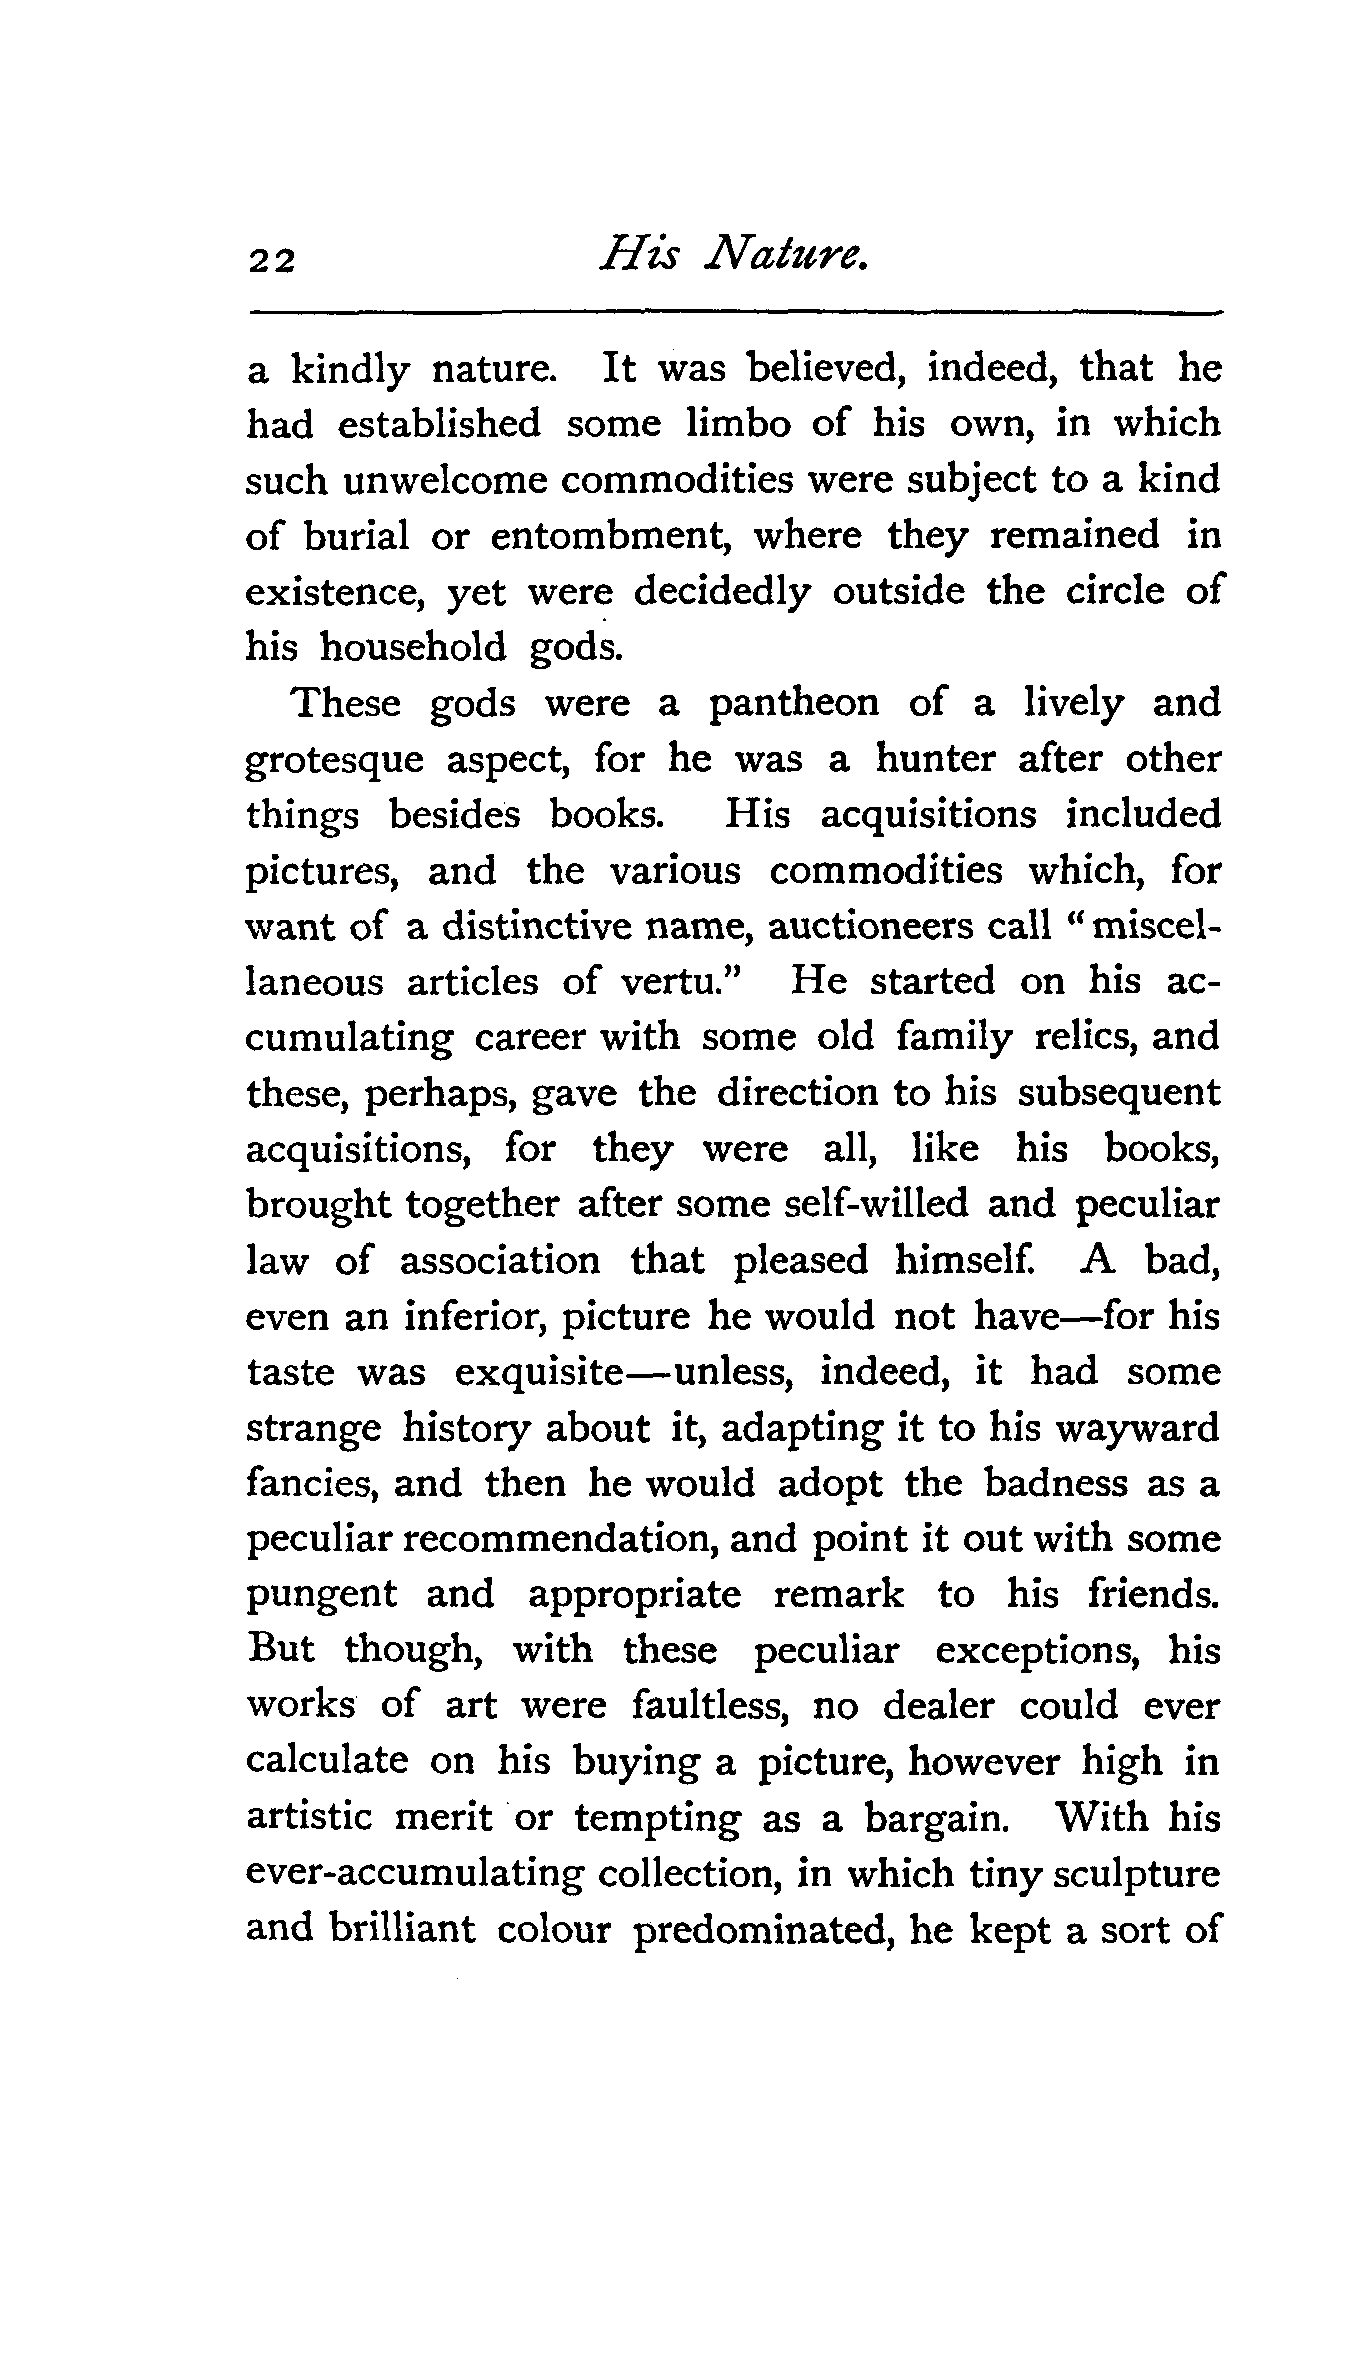 22 His Nature.
a kindly nature. It was believed, indeed, that he
had established some limbo of his own, in which
such unwelcome commodities were subject to a kind
of burial or entombment, where they remained in
existence, yet were decidedly outside the circle of
his household gods.
These gods were a pantheon of a lively and
grotesque aspect, for he was a hunter after other
things besides books. His acquisitions included
pictures, and the various commodities which, for
want of a distinctive name, auctioneers call “miscel-
laneous articles of vertu.” He started on his ac-
cumulating career with some old family relics, and
these, perhaps, gave the direction to his subsequent
acquisitions, for they were all, like his books,
brought together after some self-willed and peculiar
law of association that pleased himself. A bad,
even an inferior, picture he would not have—for his
taste was exquisite—unless, indeed, it had some
strange history about it, adapting it to his wayward
fancies, and then he would adopt the badness as a
peculiar recommendation, and point it out with some
pungent and appropriate remark to his friends.
But though, with these peculiar exceptions, his
works of art were faultless, no dealer could ever
calculate on his buying a picture, however high in
artistic merit or tempting as a bargain. With his
ever-accumulating collection, in which tiny sculpture
and brilliant colour predominated, he kept a sort of